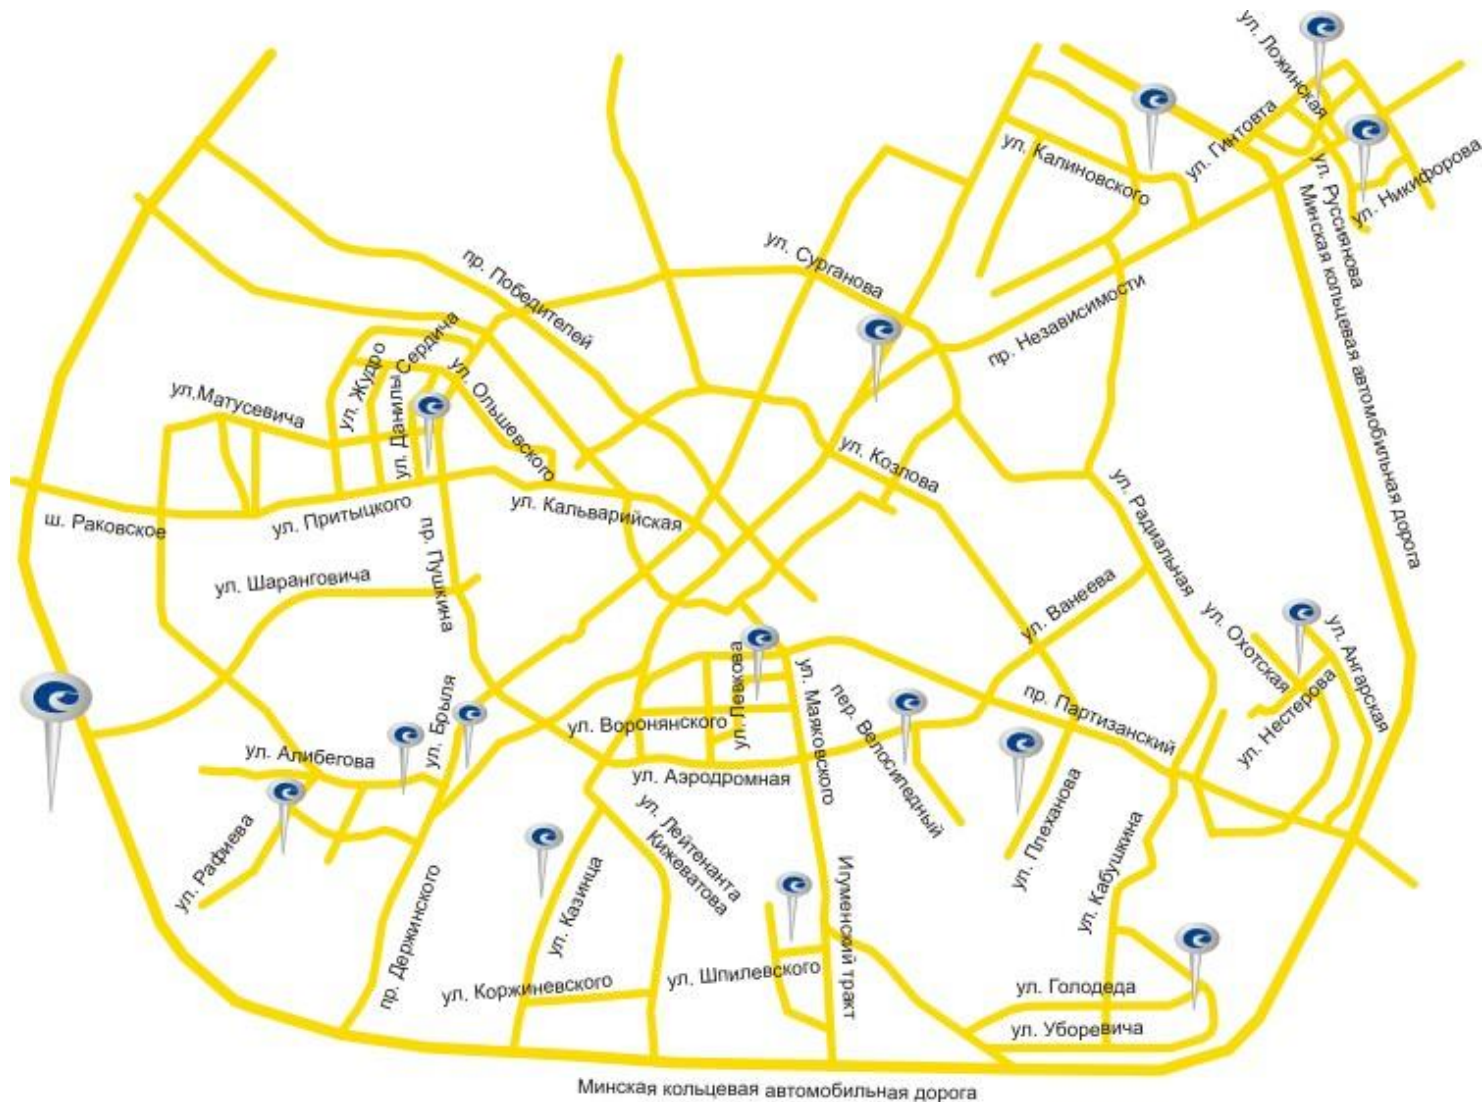 ул. Ложинская
ул. Гинтовта
ул. Калиновского
ул. Никифорова
ул. Руссиянова
Минская кольцевая автомобильная дорога
ул. Сурганова
пр. Победителей
пр. Независимости
Сердича
ул. Жудро
ул. Данилы
ул. Ольшевского
ул.Матусевича
ул. Козлова
ул. Притыцкого
ул. Кальварийская
ш. Раковское
ул. Радиальная
пр. Пушкина
ул. Шаранговича
ул. Ванеева
ул. Охотская
ул. Ангарская
ул. Нестерова
ул. Левкова
ул. Маяковского
пер. Велосипедный
пр. Партизанский
ул. Брыля
ул. Воронянского
ул. Алибегова
ул. Аэродромная
ул. Лейтенанта
Кижеватова
ул. Плеханова
ул. Кабушкина
ул. Рафиева
ул. Казинца
Игуменский тракт
пр. Держинского
ул. Коржиневского
ул. Шпилевского
ул. Голодеда
ул. Уборевича
Минская кольцевая автомобильная дорога